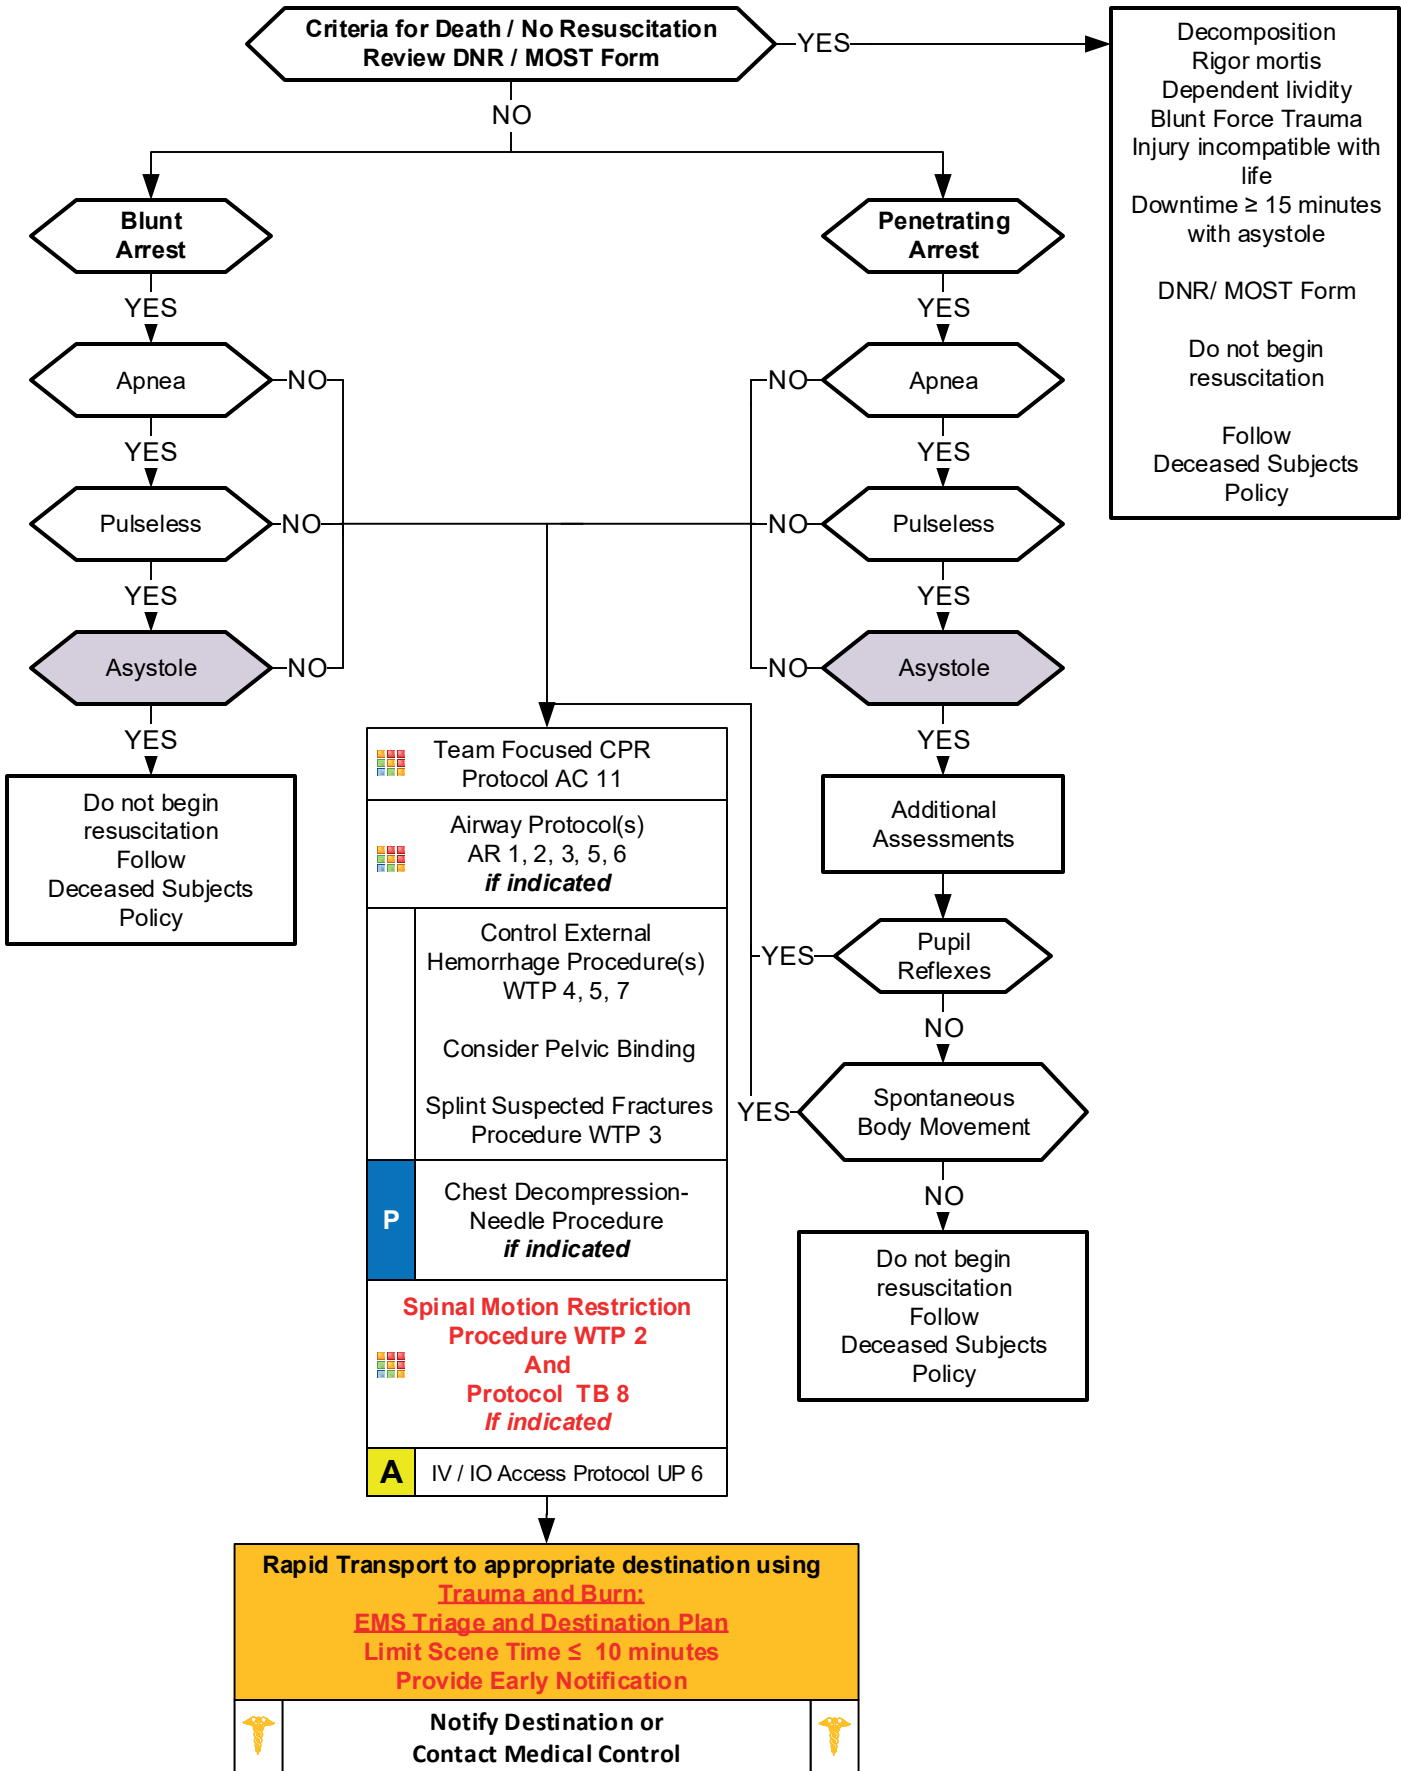 Criteria for Death / No Resuscitation
Review DNR / MOST Form
YES
Decomposition
Rigor mortis
Dependent lividity
Blunt Force Trauma
Injury incompatible with
life
Downtime ≥ 15 minutes
with asystole
DNR/ MOST Form
Do not begin
resuscitation
Follow
Deceased Subjects
Policy
NO
Blunt
Arrest
YES
Apnea
NO
YES
Pulseless
NO
YES
Asystole
NO
YES
Do not begin
resuscitation
Follow
Deceased Subjects
Policy
Penetrating
Arrest
YES
NO
Apnea
YES
NO
Pulseless
YES
NO
Asystole
YES
Additional
Assessments
YES
Pupil
Reflexes
NO
YES
Spontaneous
Body Movement
NO
Do not begin
resuscitation
Follow
Deceased Subjects
Policy
Team Focused CPR
Protocol AC 11
Airway Protocol(s)
AR 1, 2, 3, 5, 6
if indicated
Control External
Hemorrhage Procedure(s)
WTP 4, 5, 7
Consider Pelvic Binding
Splint Suspected Fractures
Procedure WTP 3
P
Chest Decompression-
Needle Procedure
if indicated
Spinal Motion Restriction
Procedure WTP 2
And
Protocol TB 8
If indicated
A
IV / IO Access Protocol UP 6
Rapid Transport to appropriate destination using
Trauma and Burn:
EMS Triage and Destination Plan
Limit Scene Time ≤ 10 minutes
Provide Early Notification
Notify Destination or
Contact Medical Control